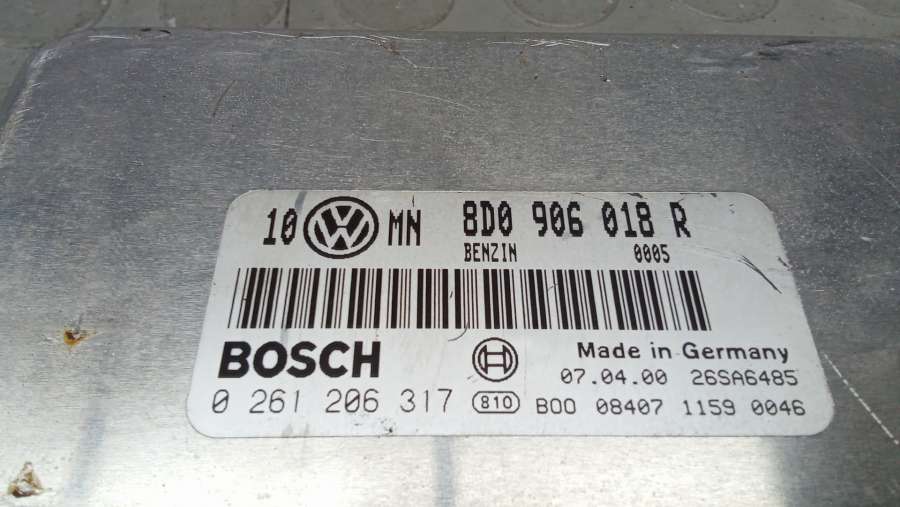 10 VW MN 8D0 906 018 R
BENZIN 0005
BOSCH
Made in Germany
07.04.00 26SA6485
0 261 206 317 810 B00 08407 1159 0046